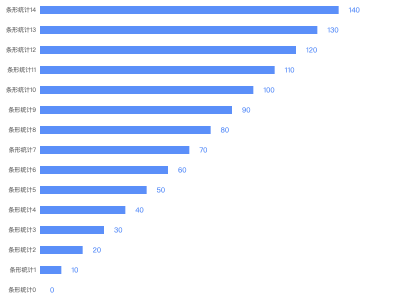 条形统计14 140
条形统计13 130
条形统计12 120
条形统计11 110
条形统计10 100
条形统计9 90
条形统计8 80
条形统计7 70
条形统计6 60
条形统计5 50
条形统计4 40
条形统计3 30
条形统计2 20
条形统计1 10
条形统计0 0